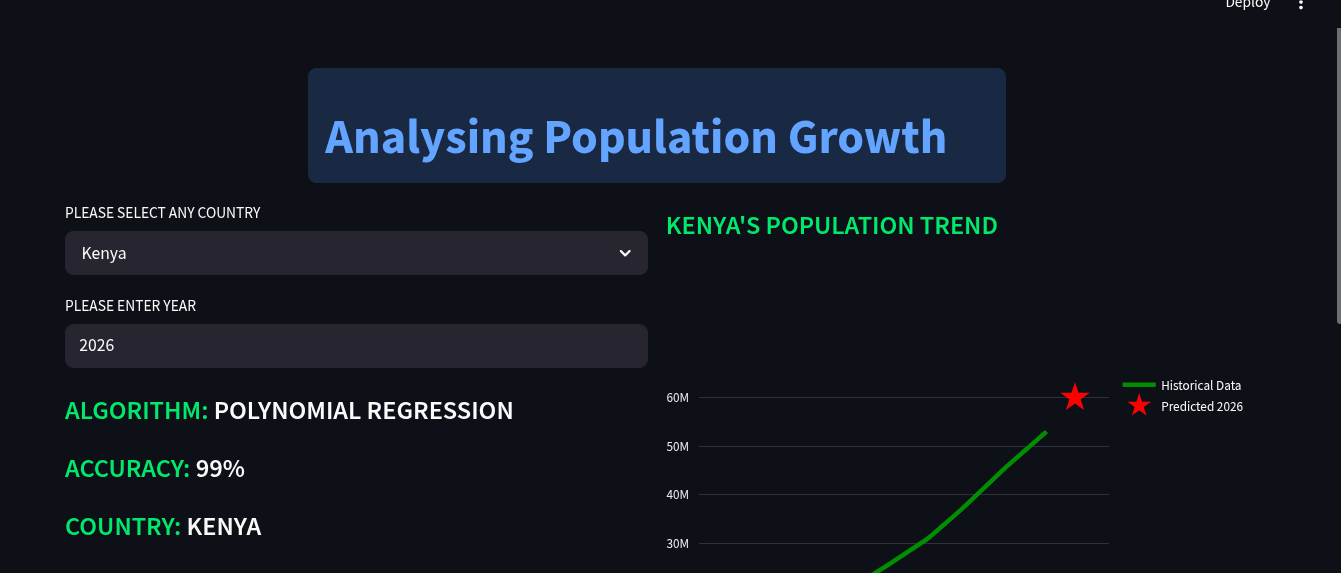 Deploy
Analysing Population Growth
PLEASE SELECT ANY COUNTRY
Kenya
PLEASE ENTER YEAR
2026
ALGORITHM: POLYNOMIAL REGRESSION
ACCURACY: 99%
COUNTRY: KENYA
KENYA'S POPULATION TREND
60M
50M
40M
30M
Historical Data
Predicted 2026